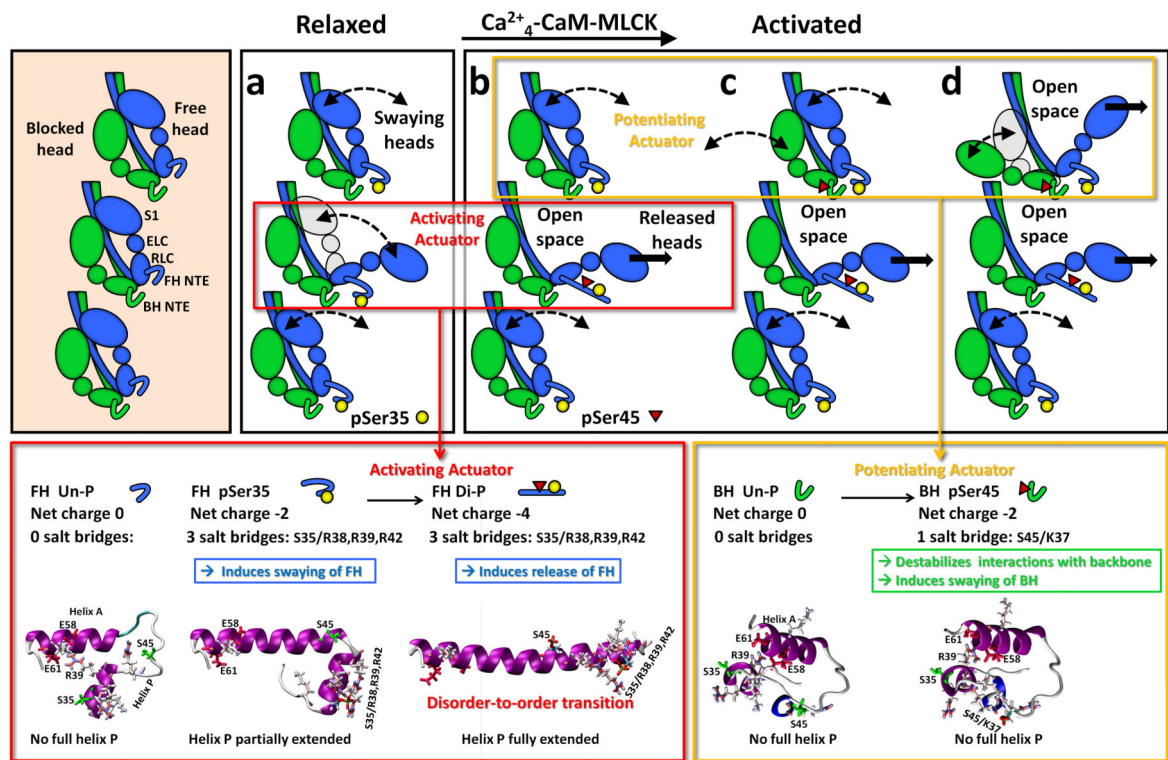 Relaxed
Ca2+4-CaM-MLCK
Activated
a
b
c
d
Free
head
Blocked
head
Swaying
heads
Potentiating
Actuator
Open
space
S1
ELC
RLC
FH NTE
BH NTE
Activating
Actuator
Open
space
Released
heads
Open
space
Open
space
pSer35
pSer45
Activating Actuator
FH Un-P
Net charge 0
0 salt bridges:
FH pSer35
Net charge -2
3 salt bridges: S35/R38,R39,R42
→ Induces swaying of FH
FH Di-P
Net charge -4
3 salt bridges: S35/R38,R39,R42
→ Induces release of FH
Helix A
E58
S45
E61
R39
S35
Helix P
No full helix P
E58
S45
E61
S35/R38,R39,R42
Helix P partially extended
S45
S35/R38,R39,R42
Disorder-to-order transition
Helix P fully extended
Potentiating Actuator
BH Un-P
Net charge 0
0 salt bridges
BH pSer45
Net charge -2
1 salt bridge: S45/K37
→ Destabilizes interactions with backbone
→ Induces swaying of BH
Helix A
E61
R39
E58
S35
S45
No full helix P
E61
R39
E58
S35
S45/K37
No full helix P